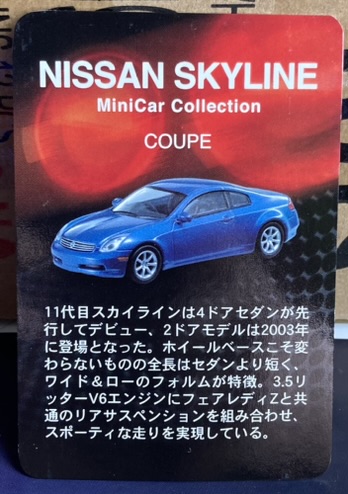 NISSAN SKYLINE
MiniCar Collection
COUPE
11代目スカイラインは4ドアセダンが先
行してデビュー、2ドアモデルは2003年
に登場となった。ホイールベースこそ変
わらないものの全長はセダンより短く、
ワイド&ローのフォルムが特徴。3.5リ
ッターV6エンジンにフェアレディZと共
通のリアサスペンションを組み合わせ、
スポーティな走りを実現している。